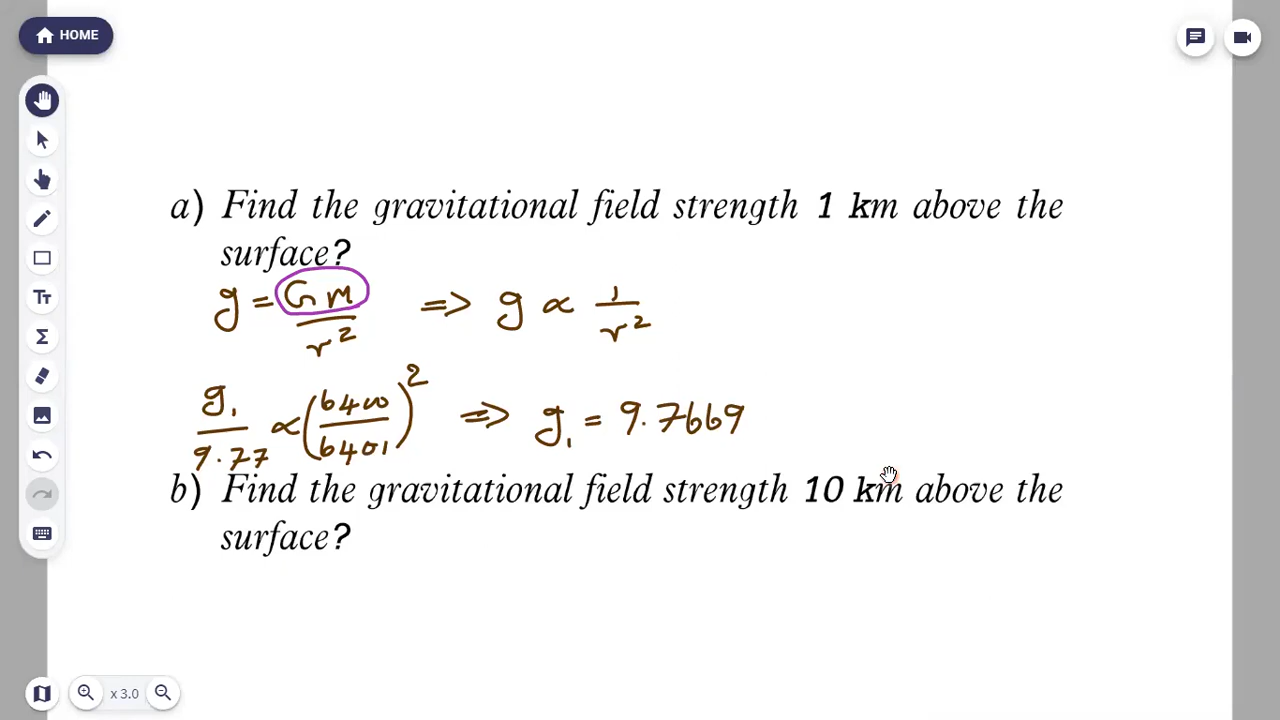 HOME
a) Find the gravitational field strength 1 km above the
surface?
g = GM/r² => g ∝ 1/r²
g₁/9.77 ∝ (6400/6401)² => g₁ = 9.7669
b) Find the gravitational field strength 10 km above the
surface?
Tт
Σ
x 3.0